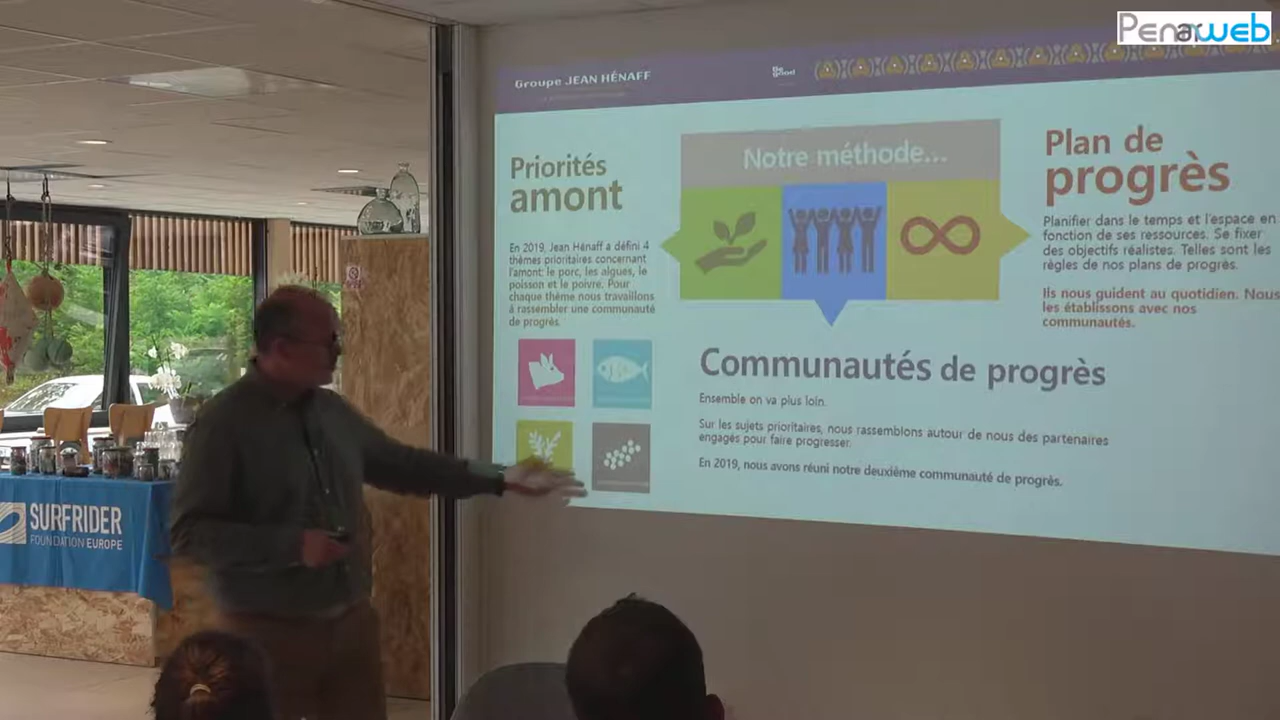 Penarweb
Groupe JEAN HÉNAFF
Be
good
Notre méthode...
Priorités
amont
En 2019, Jean Hénaff a défini 4
thèmes prioritaires concernant
l'amont: le porc, les algues, le
poisson et le poivre. Pour
chaque thème nous travaillons
à rassembler une communauté
de progrès.
Plan de
progrès
Planifier dans le temps et l'espace en
fonction de ses ressources. Se fixer
des objectifs réalistes. Telles sont les
règles de nos plans de progrès.
Ils nous guident au quotidien. Nous
les établissons avec nos
communautés.
Communautés de progrès
Ensemble on va plus loin.
Sur les sujets prioritaires, nous rassemblons autour de nous des partenaires
engagés pour faire progresser.
En 2019, nous avons réuni notre deuxième communauté de progrès.
SURFRIDER
FOUNDATION EUROPE